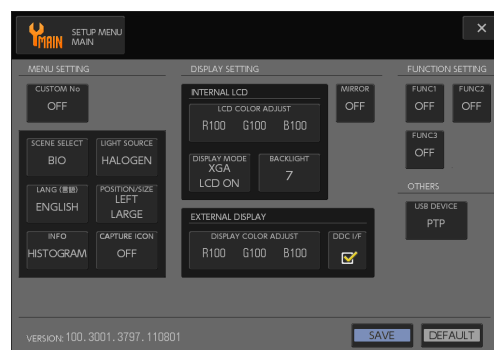 MAIN
SETUP MENU
MAIN
MENU SETTING
CUSTOM No
OFF
SCENE SELECT
BIO
LIGHT SOURCE
HALOGEN
LANG (言語)
ENGLISH
POSITION/SIZE
LEFT
LARGE
INFO
HISTOGRAM
CAPTURE ICON
OFF
DISPLAY SETTING
INTERNAL LCD
LCD COLOR ADJUST
R100 G100 B100
DISPLAY MODE
XGA
LCD ON
BACKLIGHT
7
MIRROR
OFF
EXTERNAL DISPLAY
DISPLAY COLOR ADJUST
R100 G100 B100
DDC I/F
FUNCTION SETTING
FUNC1
OFF
FUNC2
OFF
FUNC3
OFF
OTHERS
USB DEVICE
PTP
VERSION: 100.3001.3797.110801
SAVE
DEFAULT